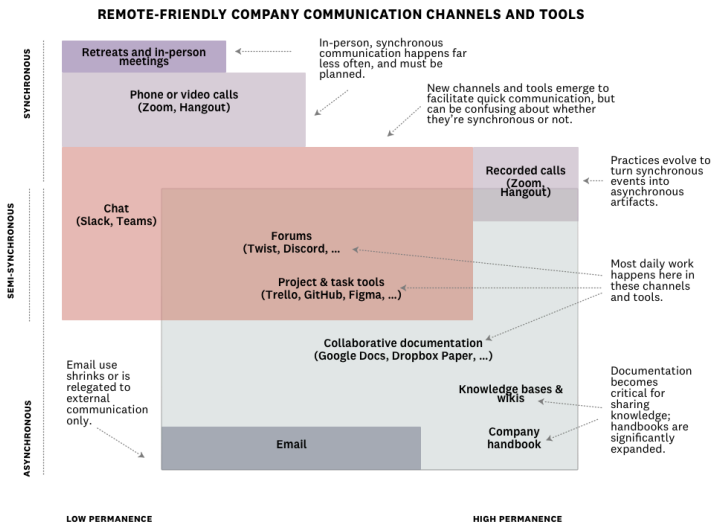 REMOTE-FRIENDLY COMPANY COMMUNICATION CHANNELS AND TOOLS
SYNCHRONOUS
Retreats and in-person
meetings
In-person, synchronous
communication happens far
less often, and must be
planned.
Phone or video calls
(Zoom, Hangout)
New channels and tools emerge to
facilitate quick communication, but
can be confusing about whether
they're synchronous or not.
Recorded calls
(Zoom,
Hangout)
Practices evolve to
turn synchronous
events into
asynchronous
artifacts.
SEMI-SYNCHRONOUS
Chat
(Slack, Teams)
Forums
(Twist, Discord, ...
Project & task tools
(Trello, GitHub, Figma, ...)
Most daily work
happens here in
these channels
and tools.
Collaborative documentation
(Google Docs, Dropbox Paper, ...)
ASYNCHRONOUS
Email use
shrinks or is
relegated to
external
communication
only.
Knowledge bases &
wikis
Documentation
becomes
critical for
sharing
knowledge;
handbooks are
significantly
expanded.
Email
Company
handbook
LOW PERMANENCE
HIGH PERMANENCE